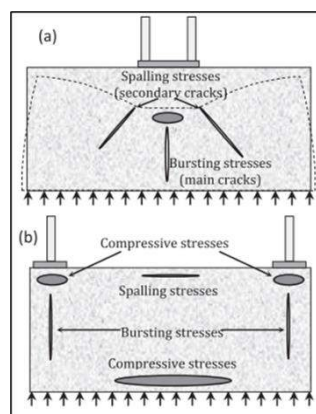 (a)
Spalling stresses
(secondary cracks)
Bursting stresses
(main cracks)
(b)
Compressive stresses
Spalling stresses
Bursting stresses
Compressive stresses